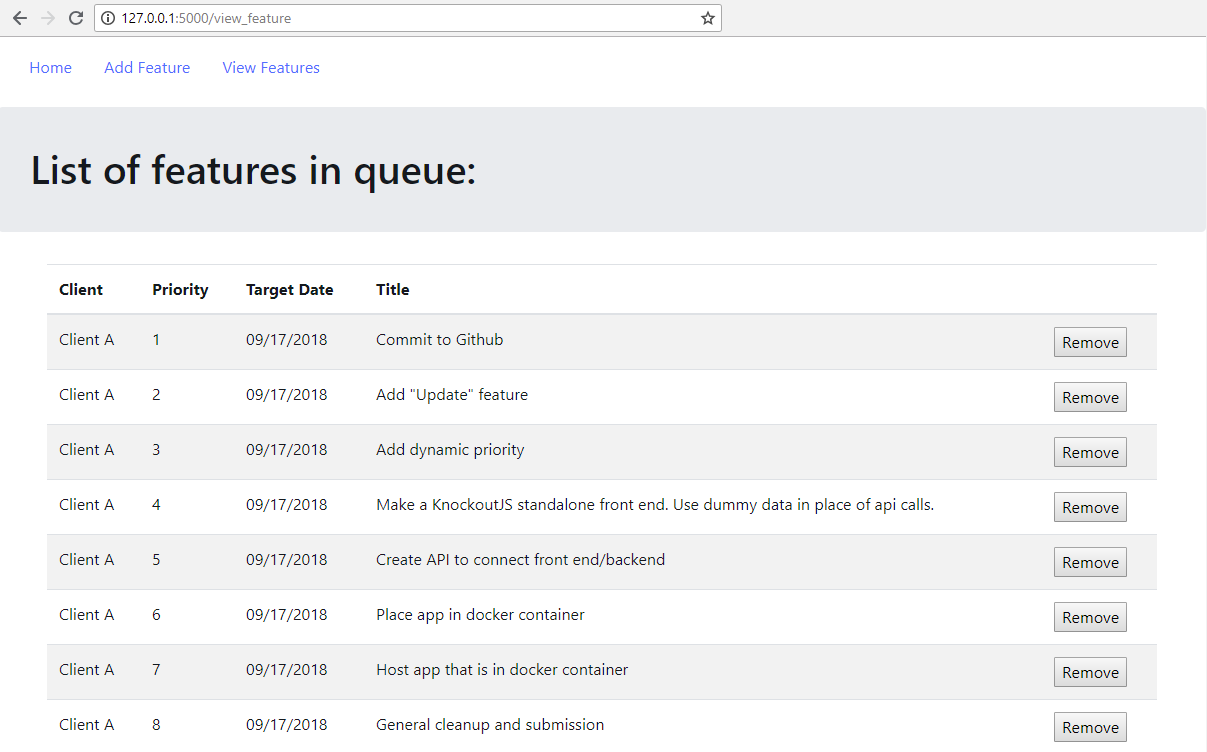 127.0.0.1:5000/view_feature
Home Add Feature View Features
List of features in queue:
Client Priority Target Date Title
Client A 1 09/17/2018 Commit to Github Remove
Client A 2 09/17/2018 Add "Update" feature Remove
Client A 3 09/17/2018 Add dynamic priority Remove
Client A 4 09/17/2018 Make a KnockoutJS standalone front end. Use dummy data in place of api calls. Remove
Client A 5 09/17/2018 Create API to connect front end/backend Remove
Client A 6 09/17/2018 Place app in docker container Remove
Client A 7 09/17/2018 Host app that is in docker container Remove
Client A 8 09/17/2018 General cleanup and submission Remove